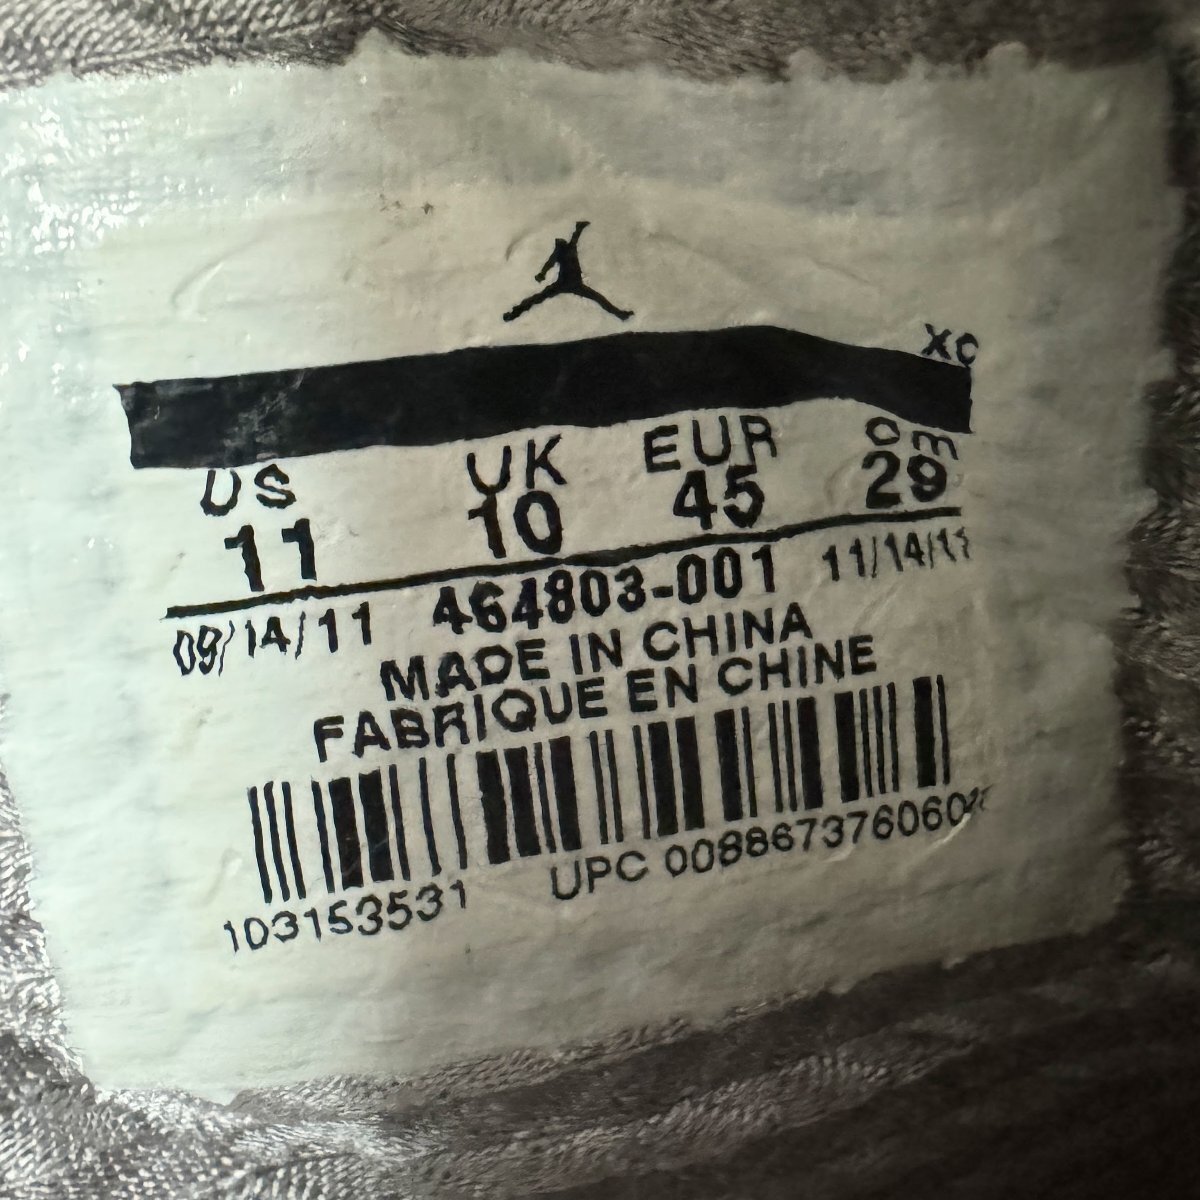 XC
US UK EUR cm
11 10 45 29
09/14/11 464803-001 11/14/11
MADE IN CHINA
FABRIQUE EN CHINE
103153531 UPC